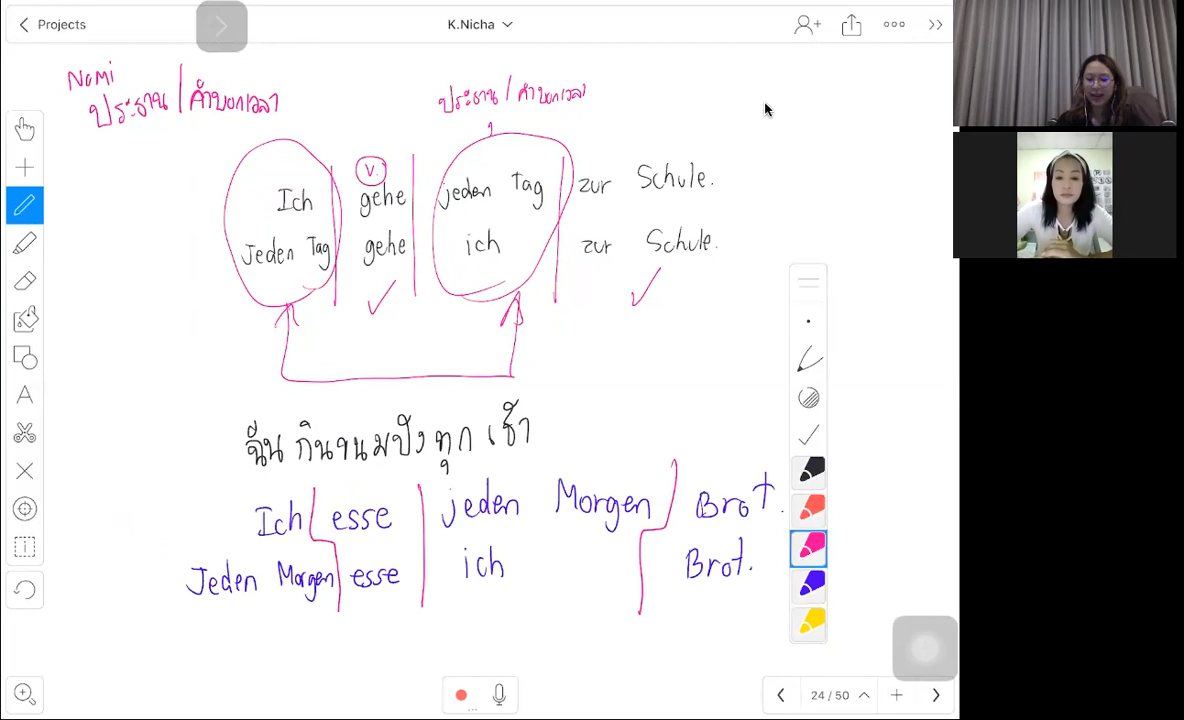 Projects
K.Nicha
Nomi
ประธาน / คำบอกเวลา
ประธาน / คำบอกเวลา
v.
Ich gehe jeden Tag zur Schule.
Jeden Tag gehe ich zur Schule.
ฉัน กินขนมปัง ทุก เช้า
Ich esse jeden Morgen Brot.
Jeden Morgen esse ich Brot.
24 / 50